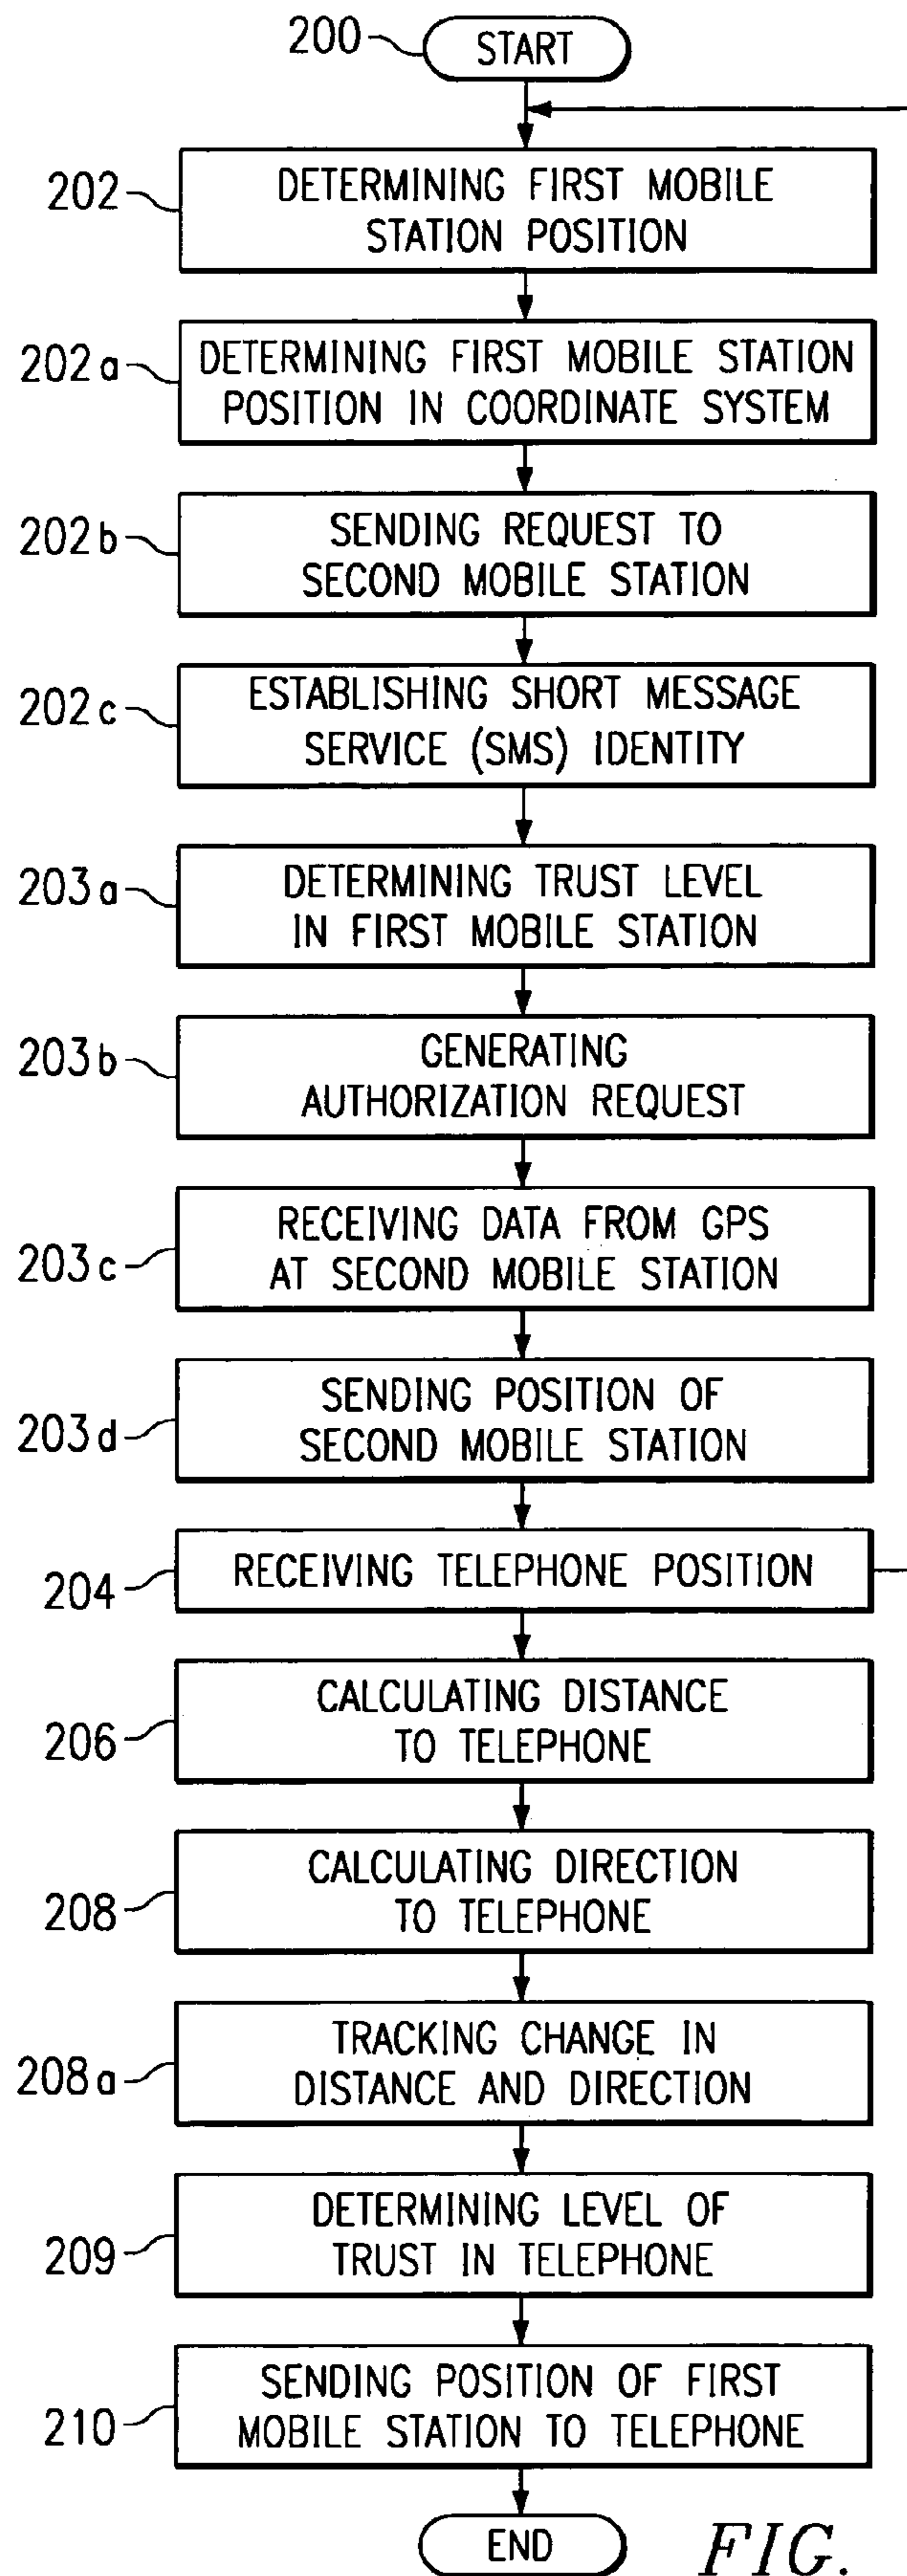 200 START
202 DETERMINING FIRST MOBILE
STATION POSITION
202a DETERMINING FIRST MOBILE STATION
POSITION IN COORDINATE SYSTEM
202b SENDING REQUEST TO
SECOND MOBILE STATION
202c ESTABLISHING SHORT MESSAGE
SERVICE (SMS) IDENTITY
203a DETERMINING TRUST LEVEL
IN FIRST MOBILE STATION
203b GENERATING
AUTHORIZATION REQUEST
203c RECEIVING DATA FROM GPS
AT SECOND MOBILE STATION
203d SENDING POSITION OF
SECOND MOBILE STATION
204 RECEIVING TELEPHONE POSITION
206 CALCULATING DISTANCE
TO TELEPHONE
208 CALCULATING DIRECTION
TO TELEPHONE
208a TRACKING CHANGE IN
DISTANCE AND DIRECTION
209 DETERMINING LEVEL OF
TRUST IN TELEPHONE
210 SENDING POSITION OF FIRST
MOBILE STATION TO TELEPHONE
END
FIG.